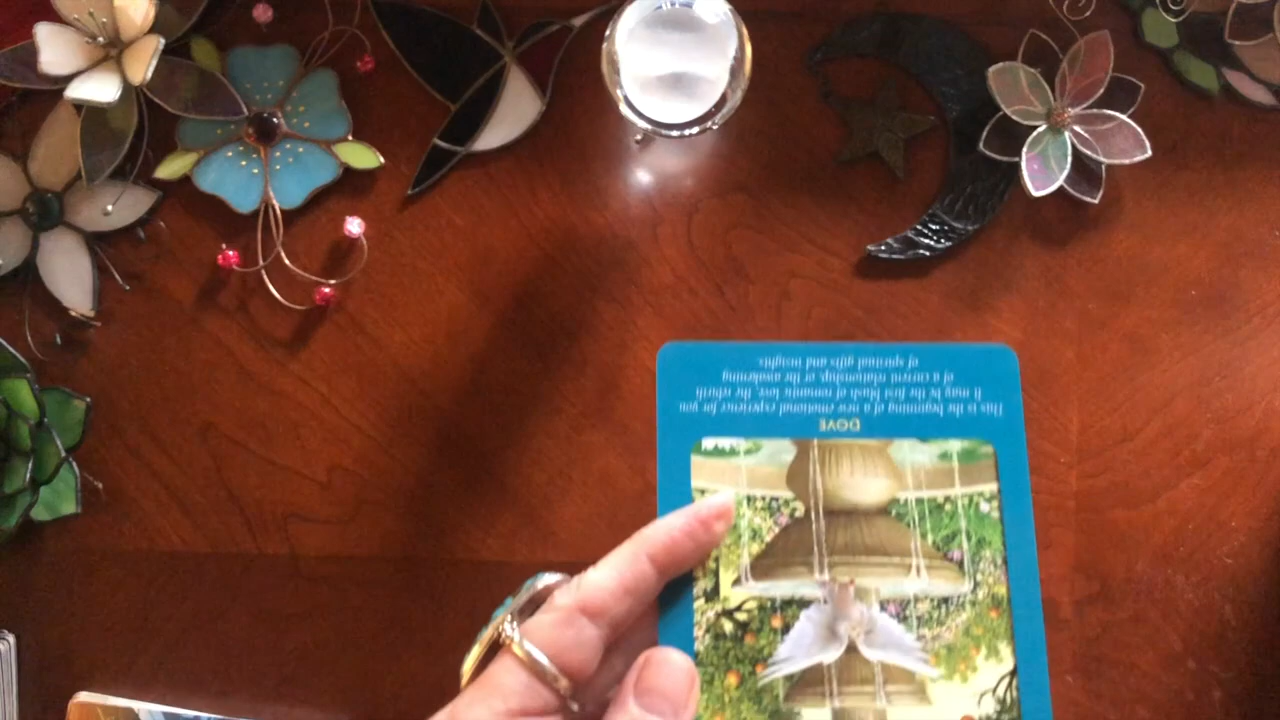 DOVE
This is the beginning of a new emotional experience for you.
It may be the first blush of romantic love, the rebirth
of a current relationship, or the awakening
of spiritual gifts and insights.